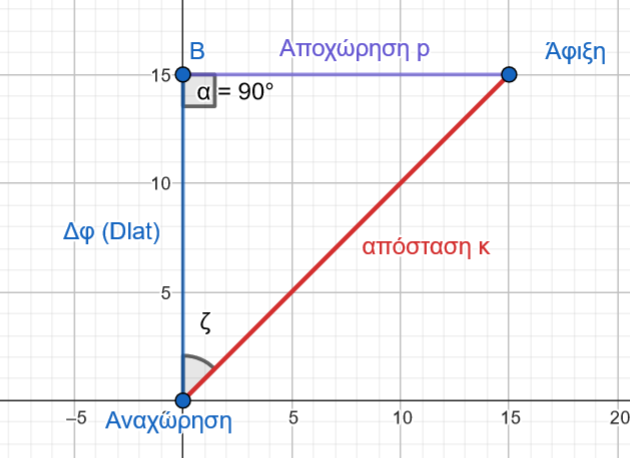 B
Αποχώρηση p
Άφιξη
15
α = 90°
10
Δφ (Dlat)
απόσταση κ
5
ζ
−5
5
10
15
20
Αναχώρηση